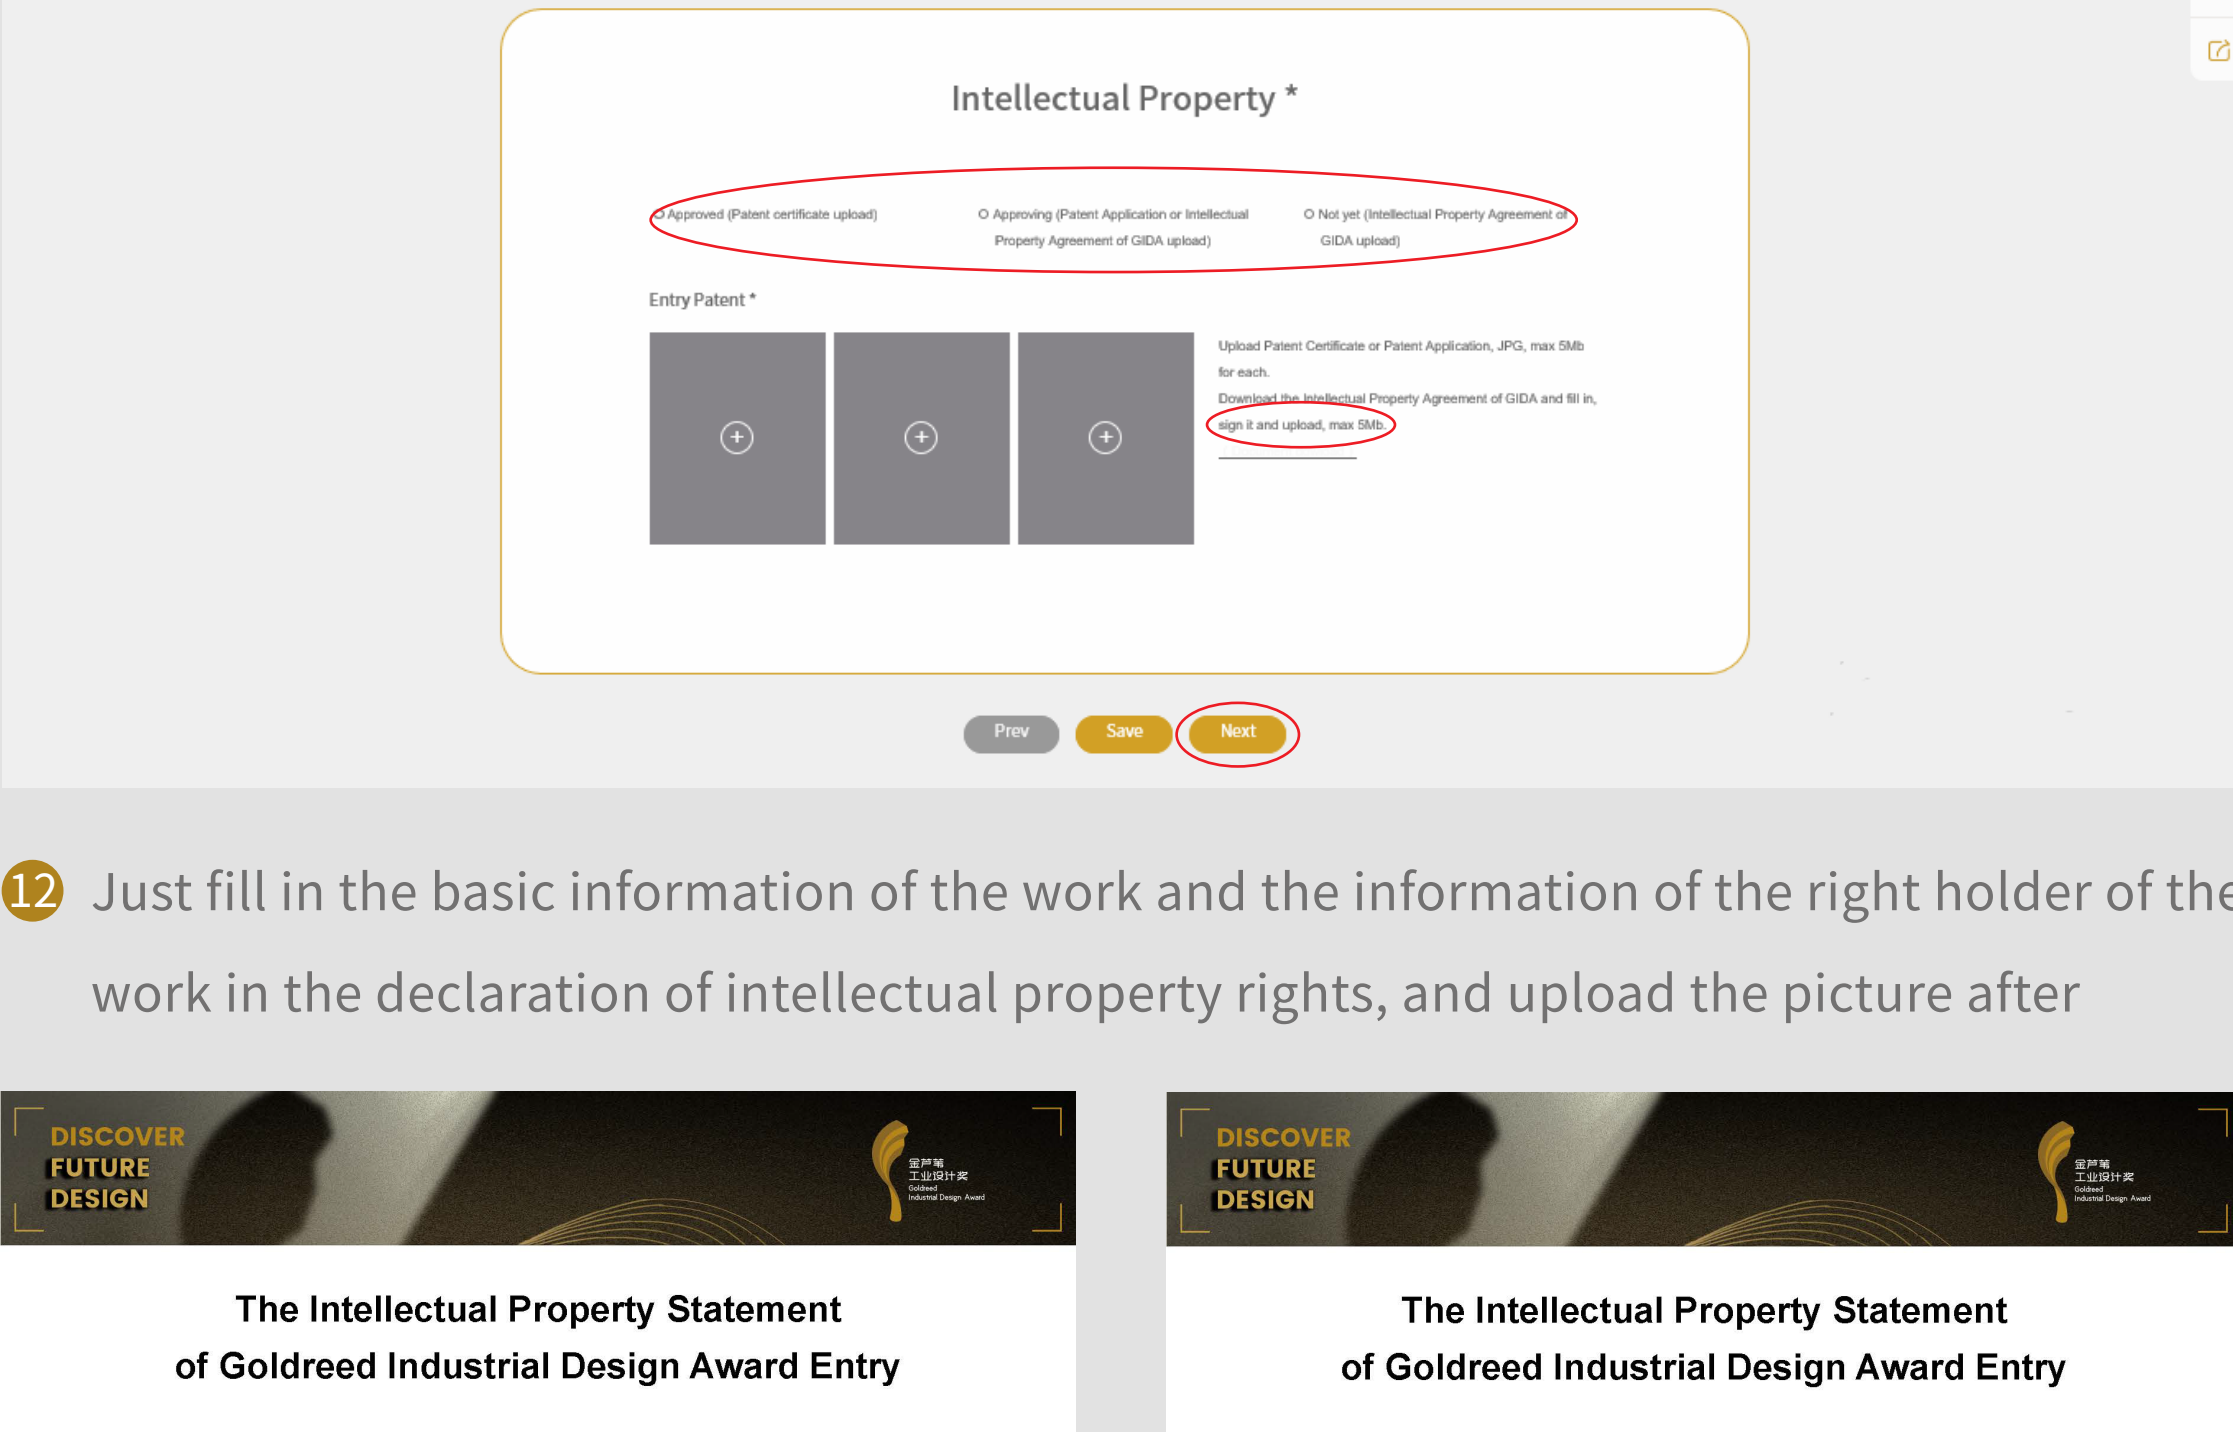 Intellectual Property *
O Approved (Patent certificate upload)
O Approving (Patent Application or Intellectual
Property Agreement of GIDA upload)
O Not yet (Intellectual Property Agreement of
GIDA upload)
Entry Patent *
Upload Patent Certificate or Patent Application, JPG, max 5Mb
for each.
Download the Intellectual Property Agreement of GIDA and fill in,
sign it and upload, max 5Mb.
Prev
Save
Next
12 Just fill in the basic information of the work and the information of the right holder of the
work in the declaration of intellectual property rights, and upload the picture after
DISCOVER
FUTURE
DESIGN
金芦苇
工业设计奖
Goldreed
Industrial Design Award
The Intellectual Property Statement
of Goldreed Industrial Design Award Entry
DISCOVER
FUTURE
DESIGN
金芦苇
工业设计奖
Goldreed
Industrial Design Award
The Intellectual Property Statement
of Goldreed Industrial Design Award Entry